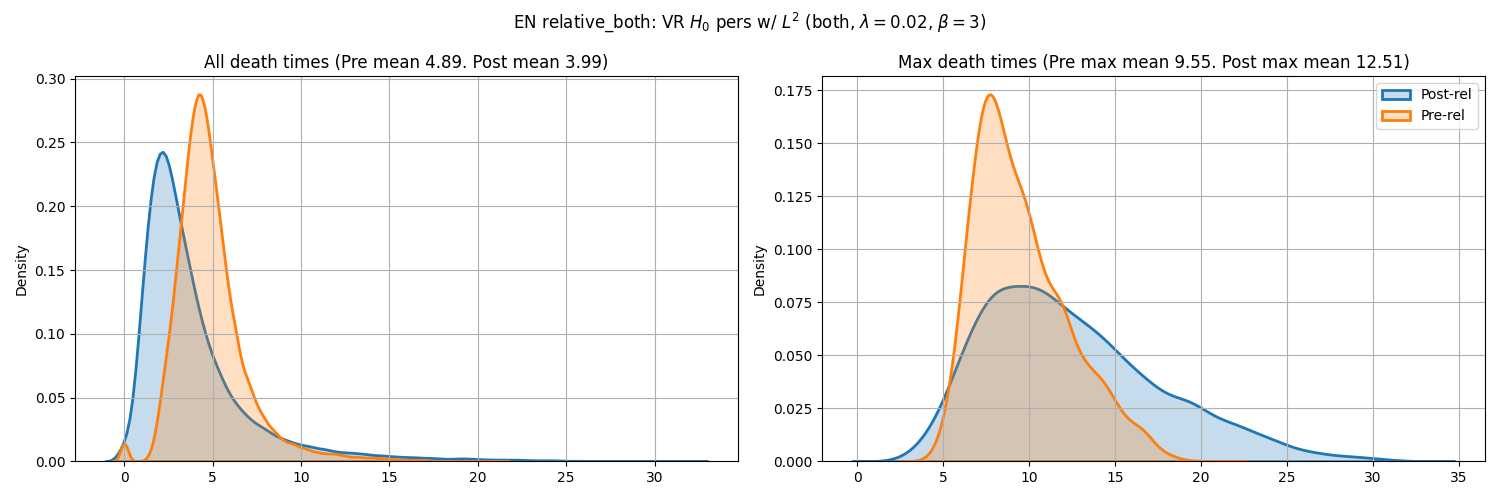 EN relative_both: VR $H_0$ pers w/ $L^2$ (both, $\lambda = 0.02$, $\beta = 3$)
All death times (Pre mean 4.89. Post mean 3.99)
Density
0.30
0.25
0.20
0.15
0.10
0.05
0.00
0 5 10 15 20 25 30
Max death times (Pre max mean 9.55. Post max mean 12.51)
Post-rel
Pre-rel
Density
0.175
0.150
0.125
0.100
0.075
0.050
0.025
0.000
0 5 10 15 20 25 30 35